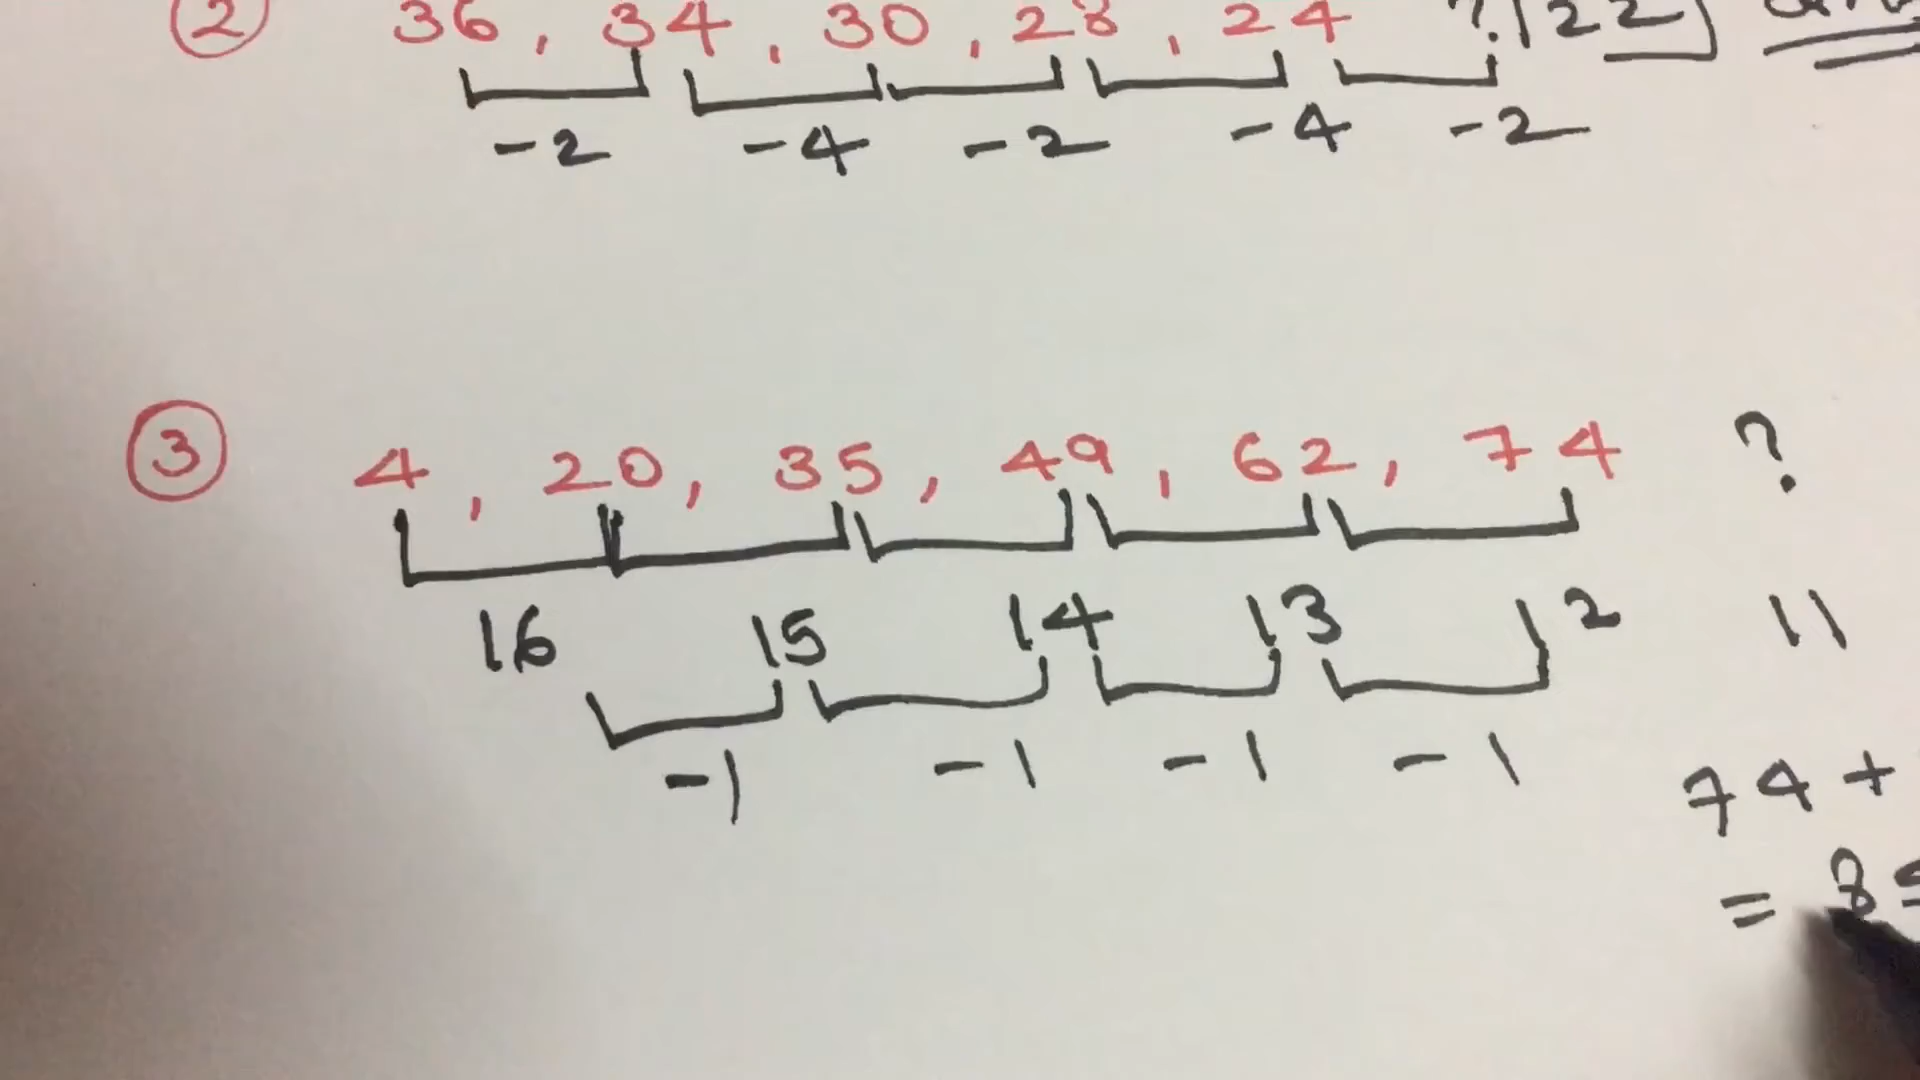 ② 36, 34, 30, 28, 24 ? 22
-2 -4 -2 -4 -2
③ 4, 20, 35, 49, 62, 74 ?
16 15 14 13 12 11
-1 -1 -1 -1
74 +
= 85